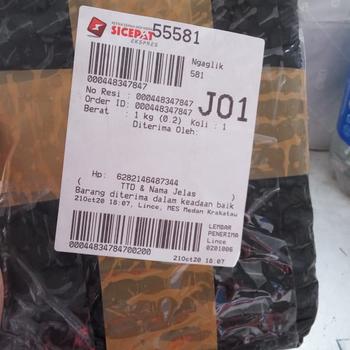 SICEPAT
EKSPRES
55581
Ngaglik
581
000448347847
No Resi : 000448347847
Order ID: 000448347847
Berat : 1 kg (0.2) Koli : 1
Diterima Oleh:
J01
Hp: 6282146487344
( TTD & Nama Jelas )
Barang diterima dalam keadaan baik
21Oct20 18:07, Lince, MES Medan Krakatau
LEMBAR
PENERIMA
Lince
0201006
00044834784700200
21Oct20 18:07